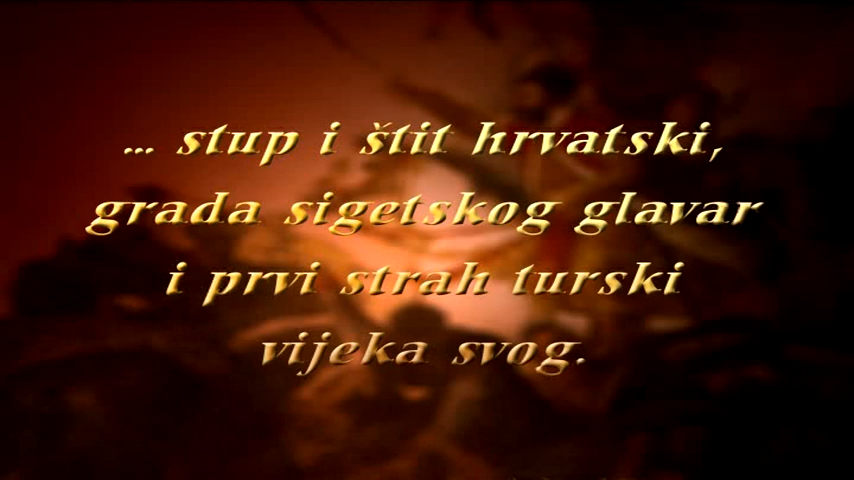 ... stup i štit hrvatski,
grada sigetskog glavar
i prvi strah turski
vijeka svog.